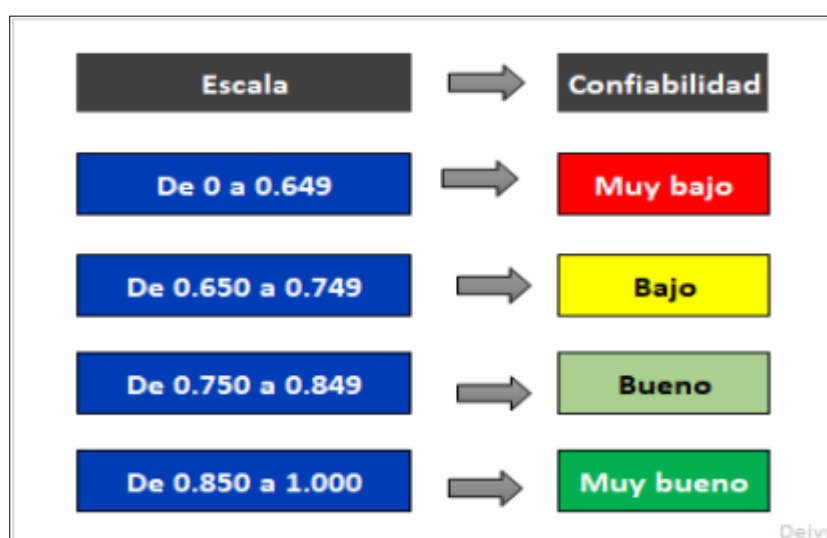 Escala
Confiabilidad
De 0 a 0.649
Muy bajo
De 0.650 a 0.749
Bajo
De 0.750 a 0.849
Bueno
De 0.850 a 1.000
Muy bueno